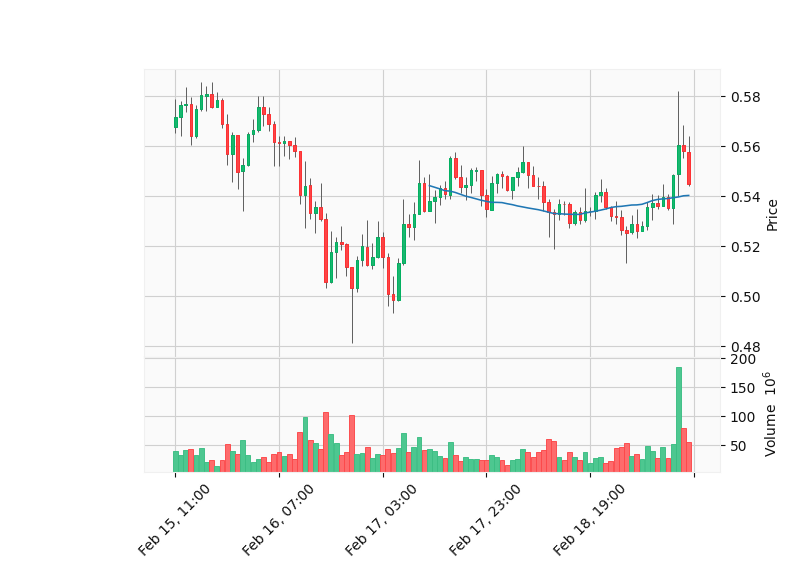 0.58
0.56
0.54
0.52
0.50
0.48
Price
200
150
100
50
Volume 10⁶
Feb 15, 11:00
Feb 16, 07:00
Feb 17, 03:00
Feb 17, 23:00
Feb 18, 19:00